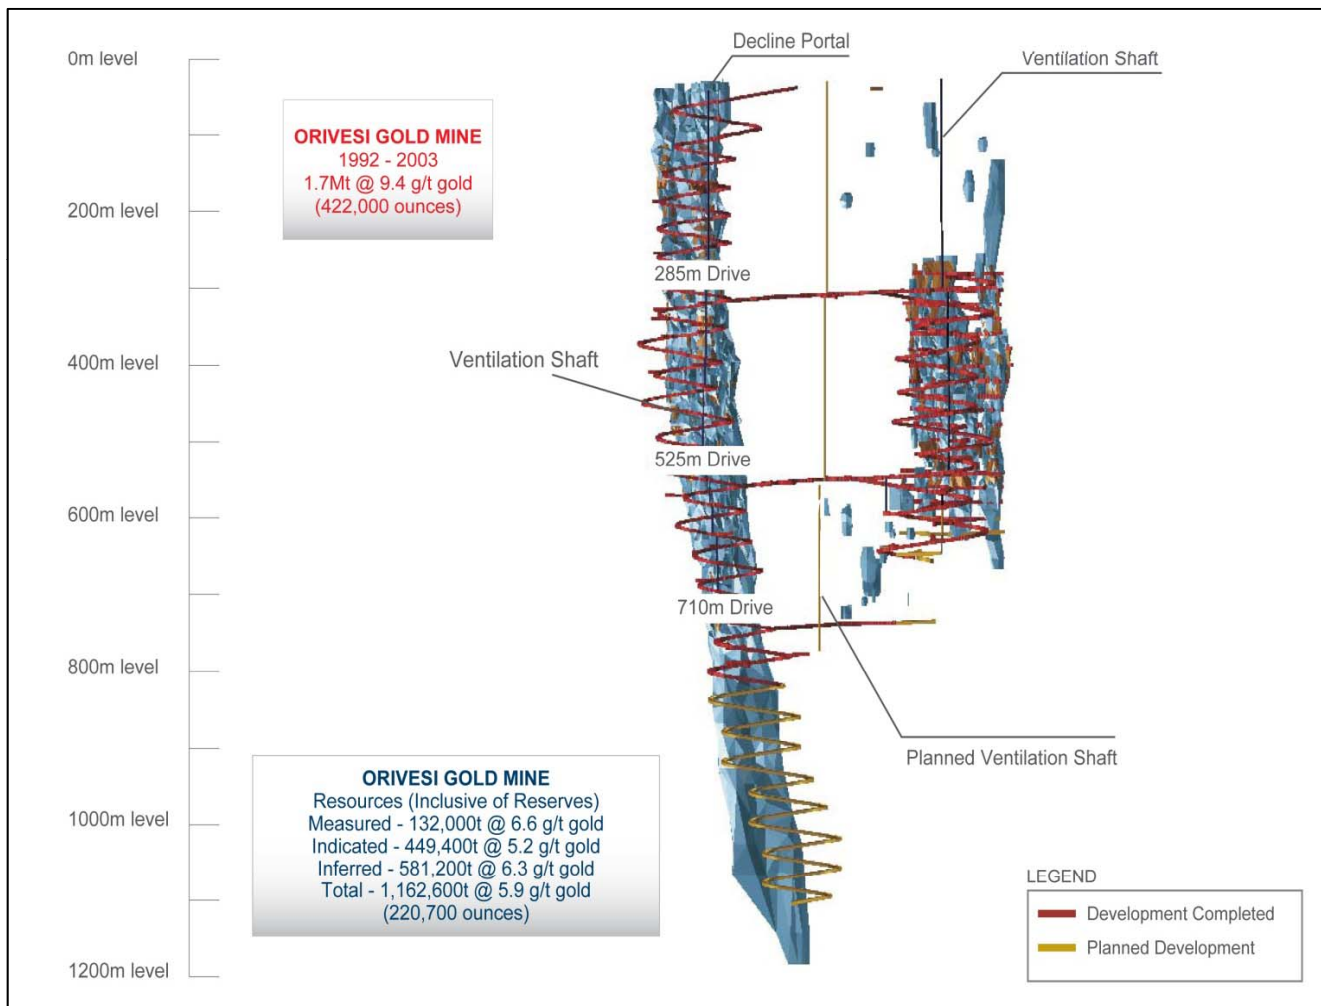 0m level
200m level
400m level
600m level
800m level
1000m level
1200m level
ORIVESI GOLD MINE
1992 - 2003
1.7Mt @ 9.4 g/t gold
(422,000 ounces)
Decline Portal
Ventilation Shaft
285m Drive
Ventilation Shaft
525m Drive
710m Drive
Planned Ventilation Shaft
ORIVESI GOLD MINE
Resources (Inclusive of Reserves)
Measured - 132,000t @ 6.6 g/t gold
Indicated - 449,400t @ 5.2 g/t gold
Inferred - 581,200t @ 6.3 g/t gold
Total - 1,162,600t @ 5.9 g/t gold
(220,700 ounces)
LEGEND
Development Completed
Planned Development